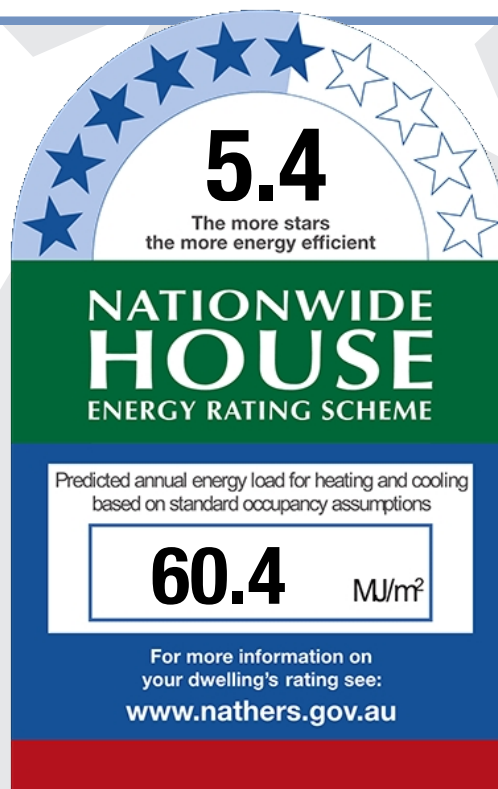 5.4
The more stars
the more energy efficient
NATIONWIDE
HOUSE
ENERGY RATING SCHEME
Predicted annual energy load for heating and cooling
based on standard occupancy assumptions
60.4 MJ/m²
For more information on
your dwelling's rating see:
www.nathers.gov.au